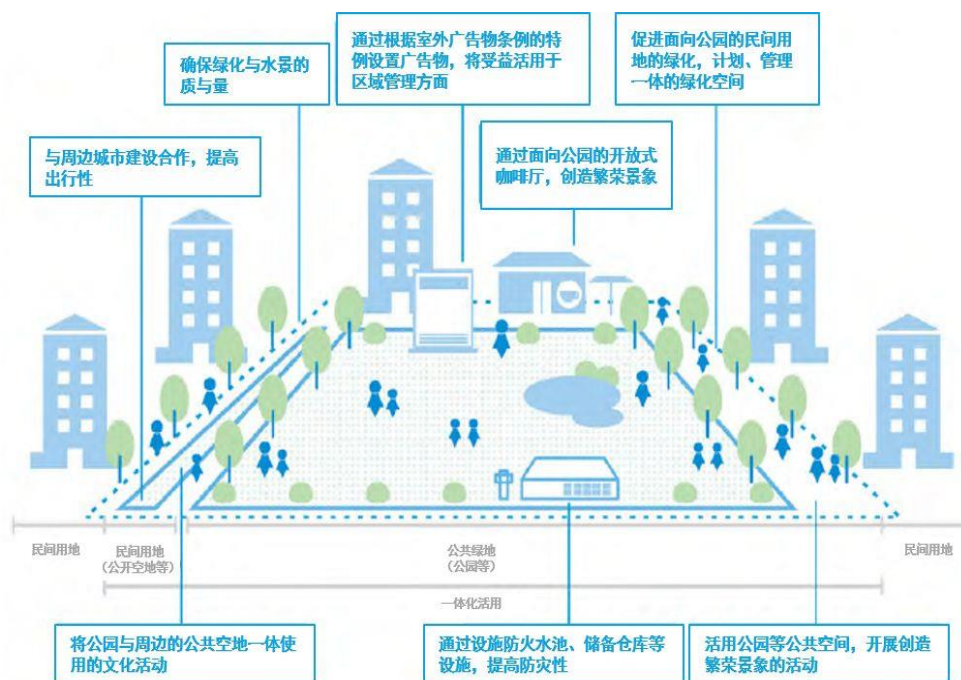 通过根据室外广告物条例的特
例设置广告物，将受益活用于
区域管理方面
促进面向公园的民间用
地的绿化，计划、管理
一体的绿化空间
确保绿化与水景的
质与量
与周边城市建设合作，提高
出行性
通过面向公园的开放式
咖啡厅，创造繁荣景象
民间用地
民间用地
（公开空地等）
公共绿地
（公园等）
民间用地
一体化活用
将公园与周边的公共空地一体使
用的文化活动
通过设施防火水池、储备仓库等
设施，提高防灾性
活用公园等公共空间，开展创造
繁荣景象的活动